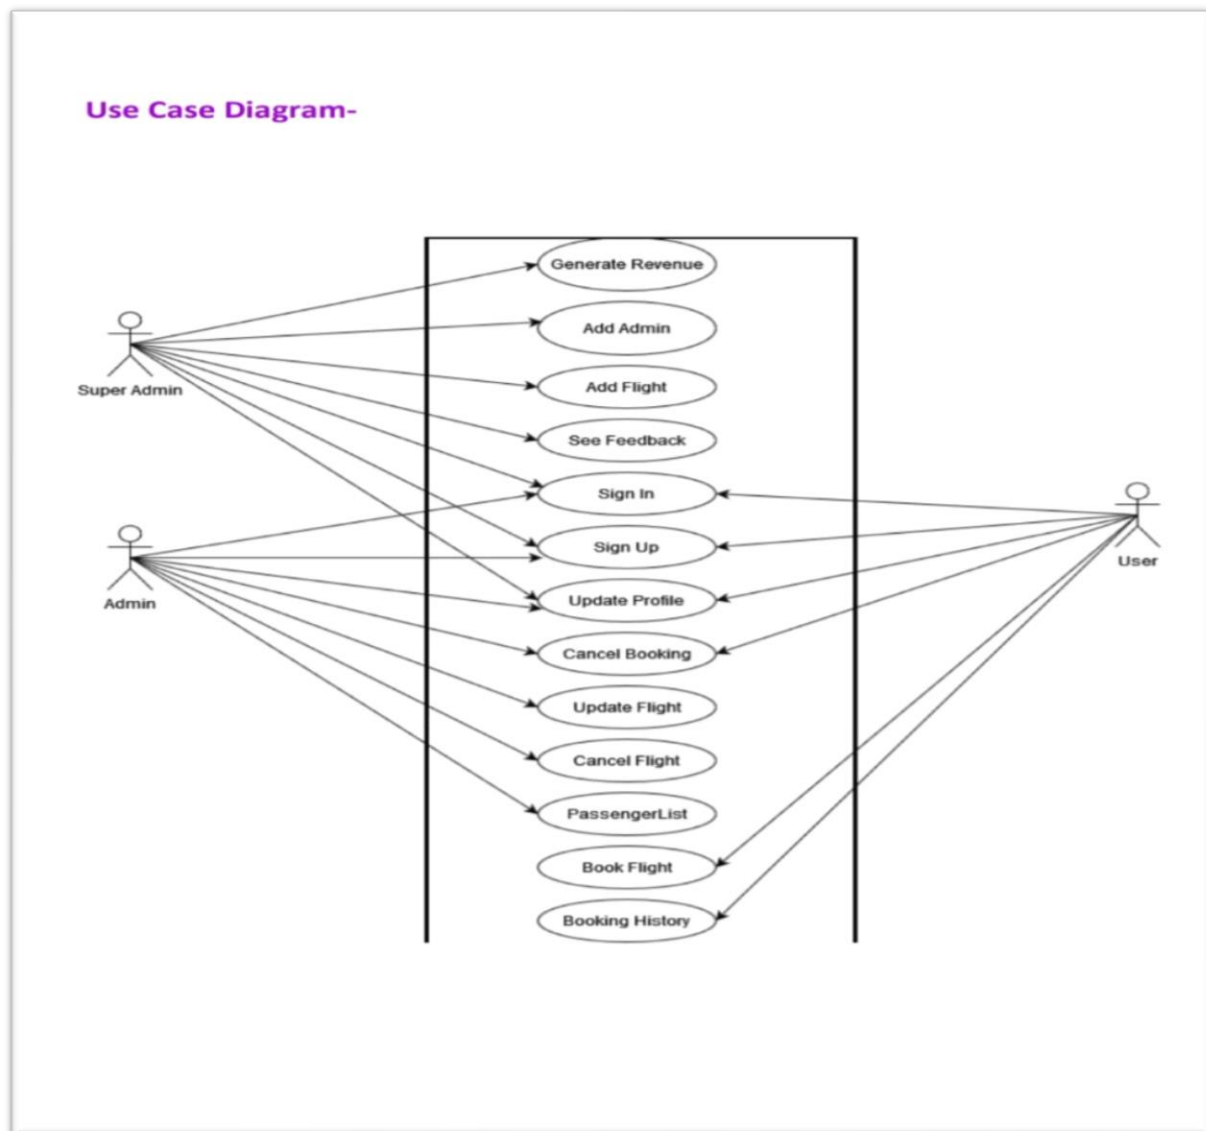 Use Case Diagram-
Generate Revenue
Add Admin
Super Admin
Add Flight
See Feedback
Sign In
Sign Up
User
Admin
Update Profile
Cancel Booking
Update Flight
Cancel Flight
PassengerList
Book Flight
Booking History